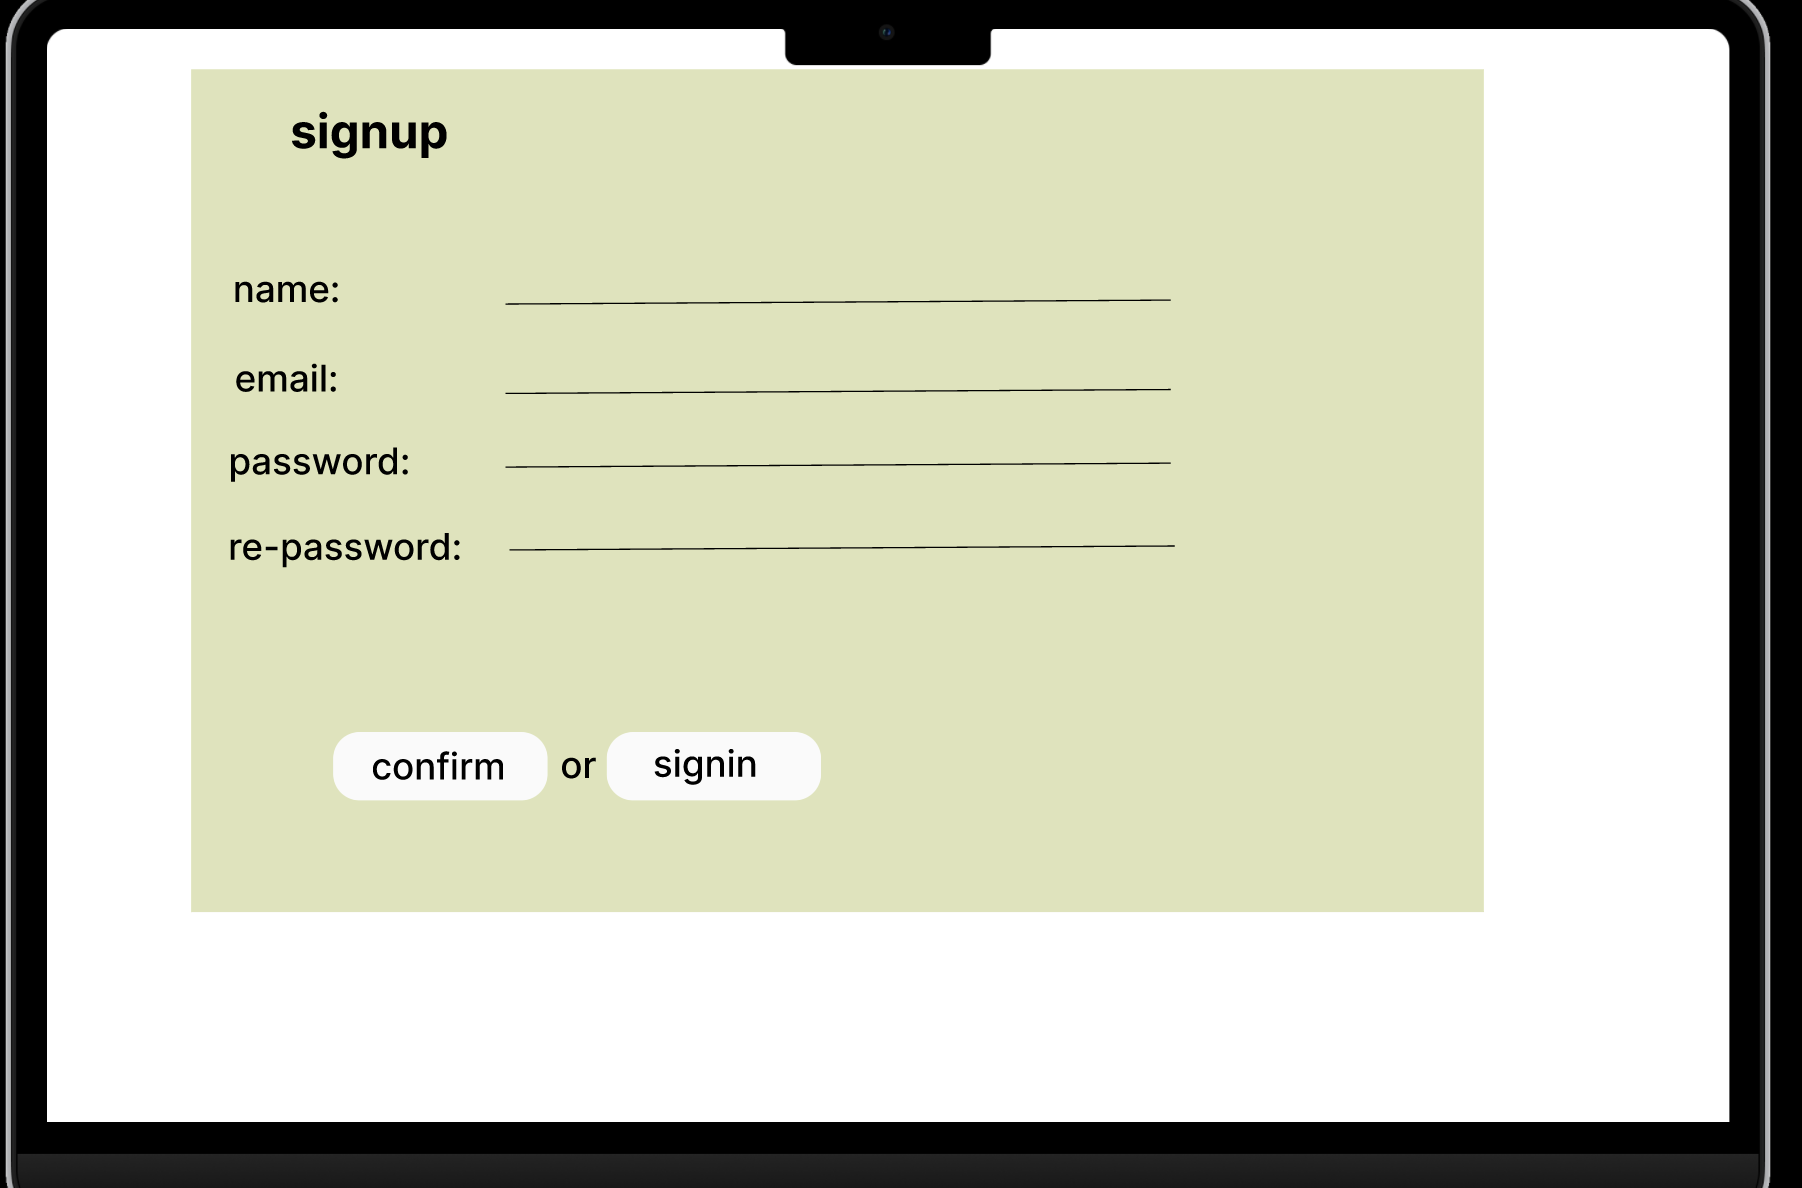 signup
name:
email:
password:
re-password:
confirm or signin